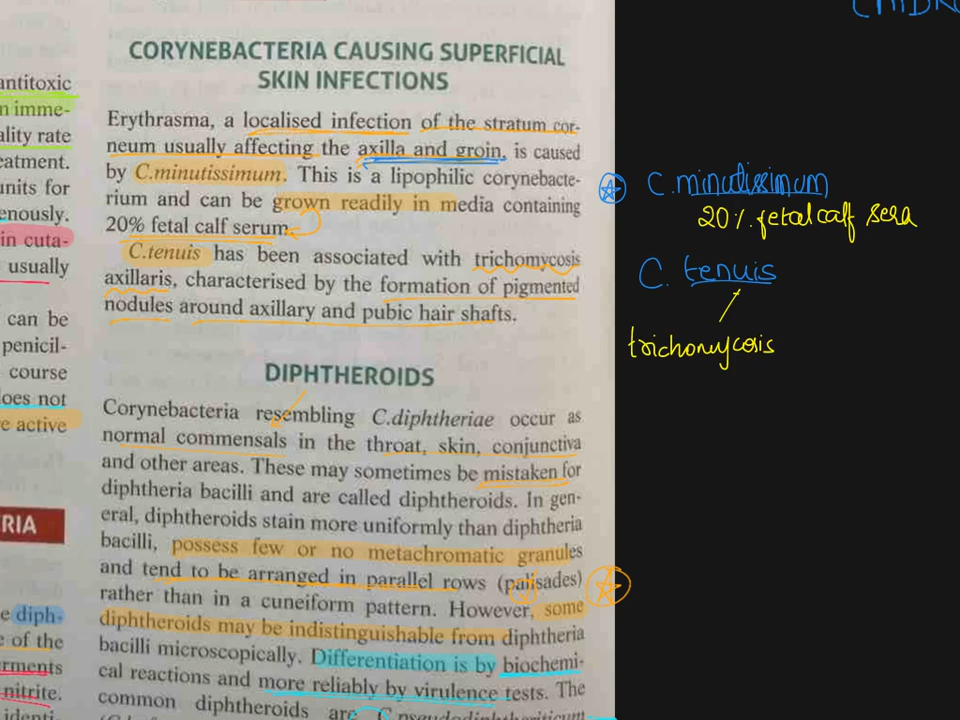 antitoxic
n imme-
ality rate
eatment.
units for
enously.
in cuta-
usually
can be
penicil-
course
oes not
e active
RIA
e diph-
e of the
erments
nitrite.
identi
CORYNEBACTERIA CAUSING SUPERFICIAL
SKIN INFECTIONS
Erythrasma, a localised infection of the stratum cor-
neum usually affecting the axilla and groin, is caused
by C.minutissimum. This is a lipophilic corynebacte-
rium and can be grown readily in media containing
20% fetal calf serum.
C.tenuis has been associated with trichomycosis
axillaris, characterised by the formation of pigmented
nodules around axillary and pubic hair shafts.
DIPHTHEROIDS
Corynebacteria resembling C.diphtheriae occur as
normal commensals in the throat, skin, conjunctiva
and other areas. These may sometimes be mistaken for
diphtheria bacilli and are called diphtheroids. In gen-
eral, diphtheroids stain more uniformly than diphtheria
bacilli, possess few or no metachromatic granules
and tend to be arranged in parallel rows (palisades)
rather than in a cuneiform pattern. However, some
diphtheroids may be indistinguishable from diphtheria
bacilli microscopically. Differentiation is by biochemi-
cal reactions and more reliably by virulence tests. The
common diphtheroids are C.pseudodiphtheriticum
C. minutissimum
20% fetal calf sera
C. tenuis
trichomycosis